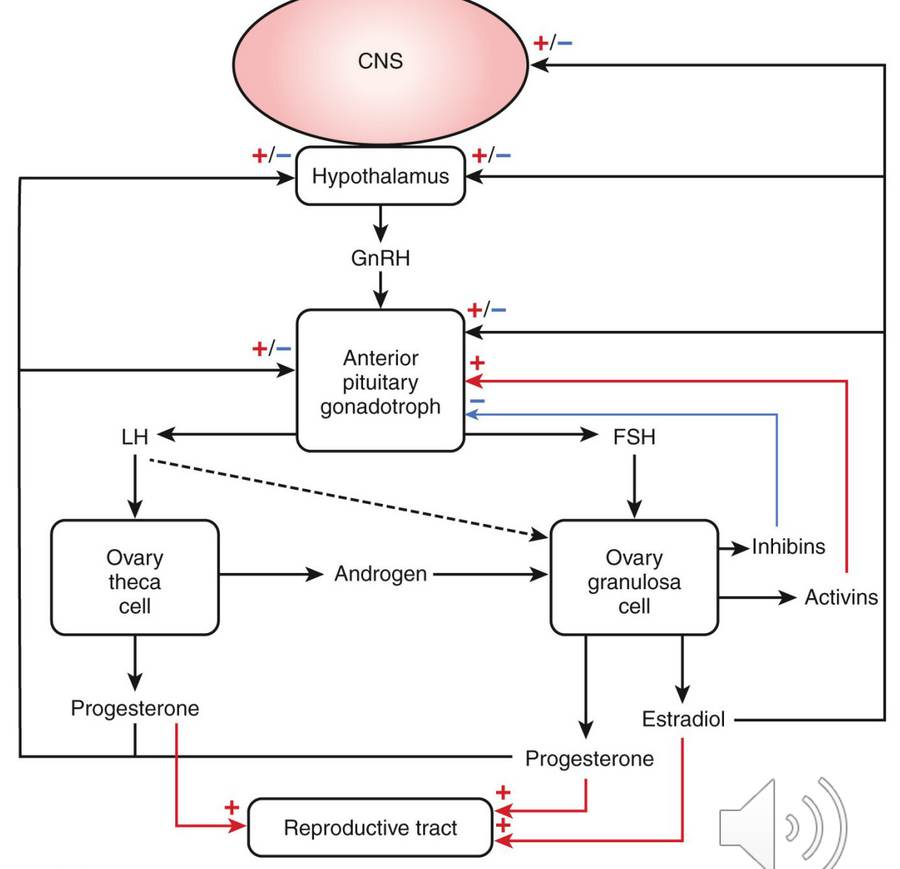 CNS
+/−
+/−
Hypothalamus
+/−
GnRH
+/−
+/−
Anterior
pituitary
gonadotroph
+
−
LH
FSH
Ovary
theca
cell
Androgen
Ovary
granulosa
cell
Inhibins
Activins
Progesterone
Estradiol
Progesterone
+
+
+
Reproductive tract